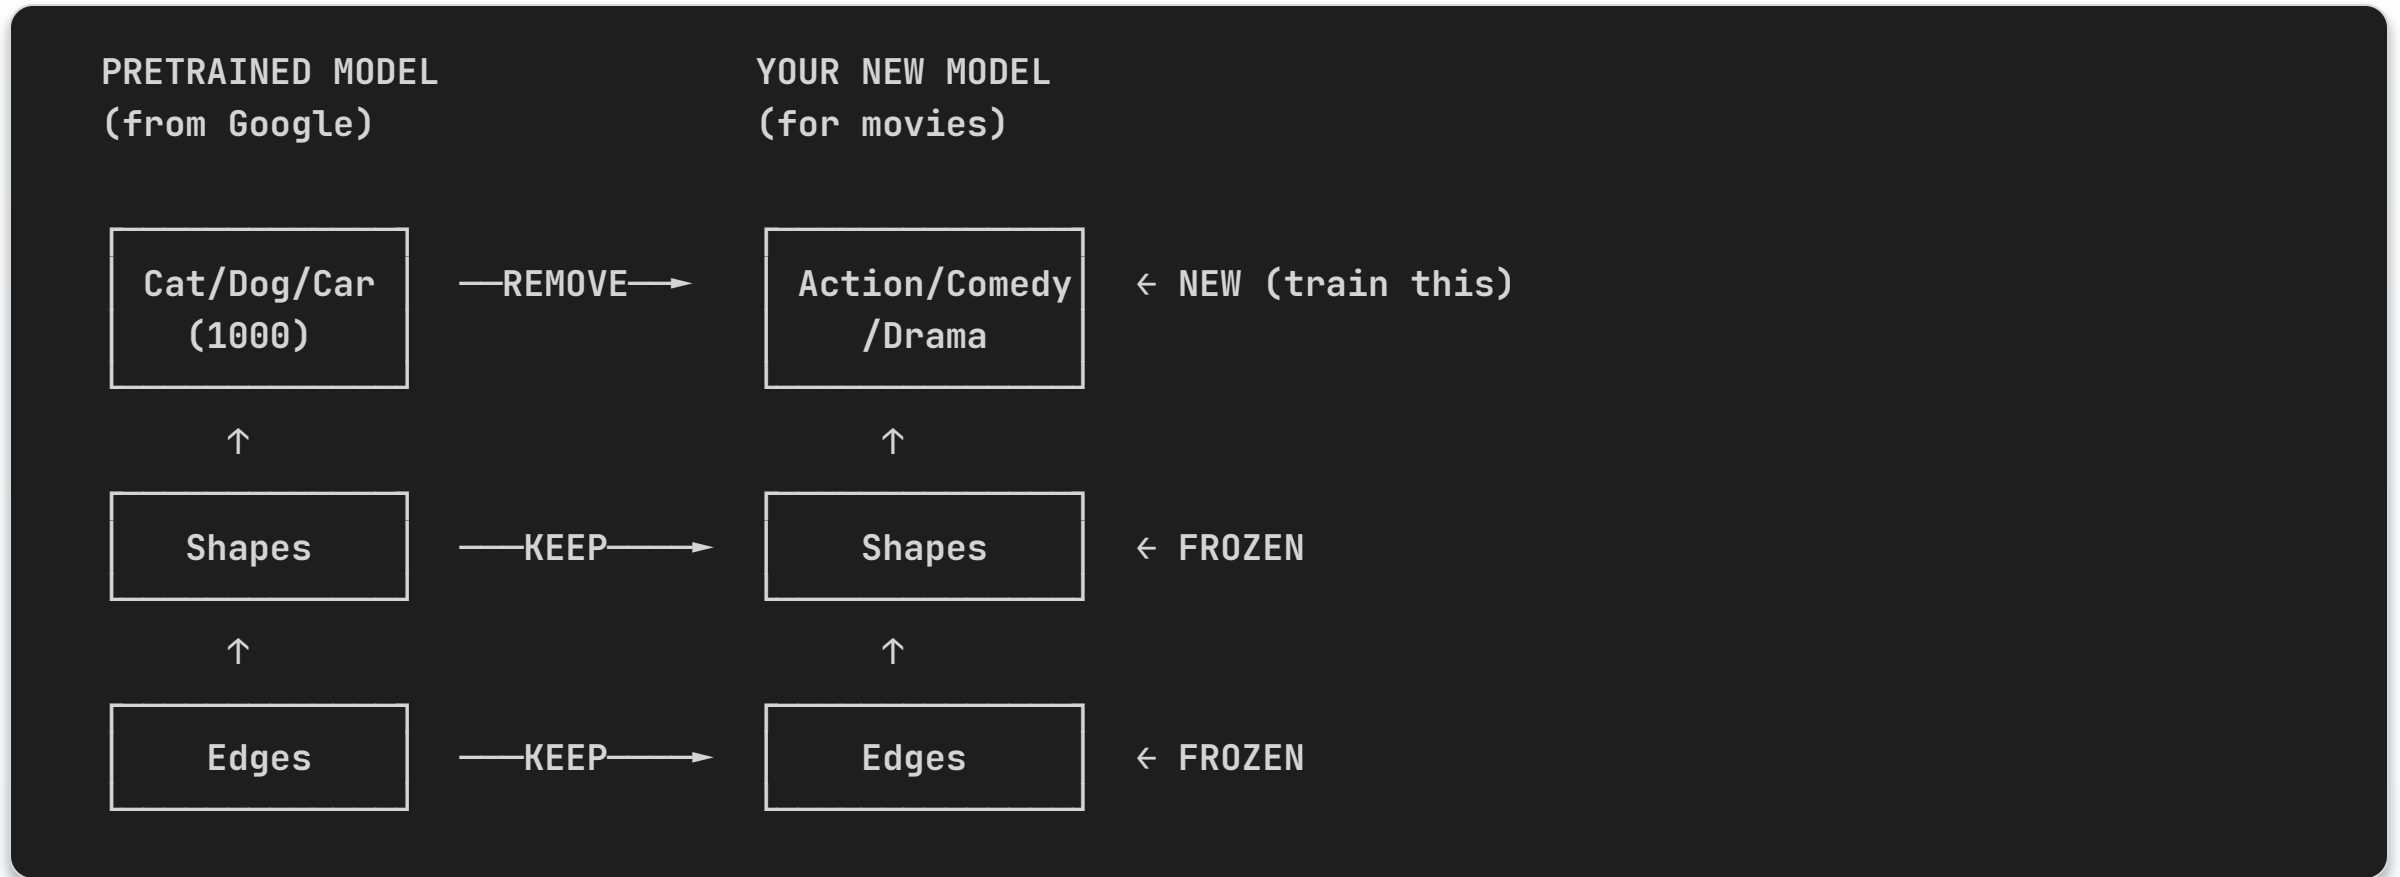 PRETRAINED MODEL YOUR NEW MODEL
(from Google) (for movies)
Cat/Dog/Car ──REMOVE──► Action/Comedy ← NEW (train this)
(1000) /Drama
↑ ↑
Shapes ───KEEP────► Shapes ← FROZEN
↑ ↑
Edges ───KEEP────► Edges ← FROZEN